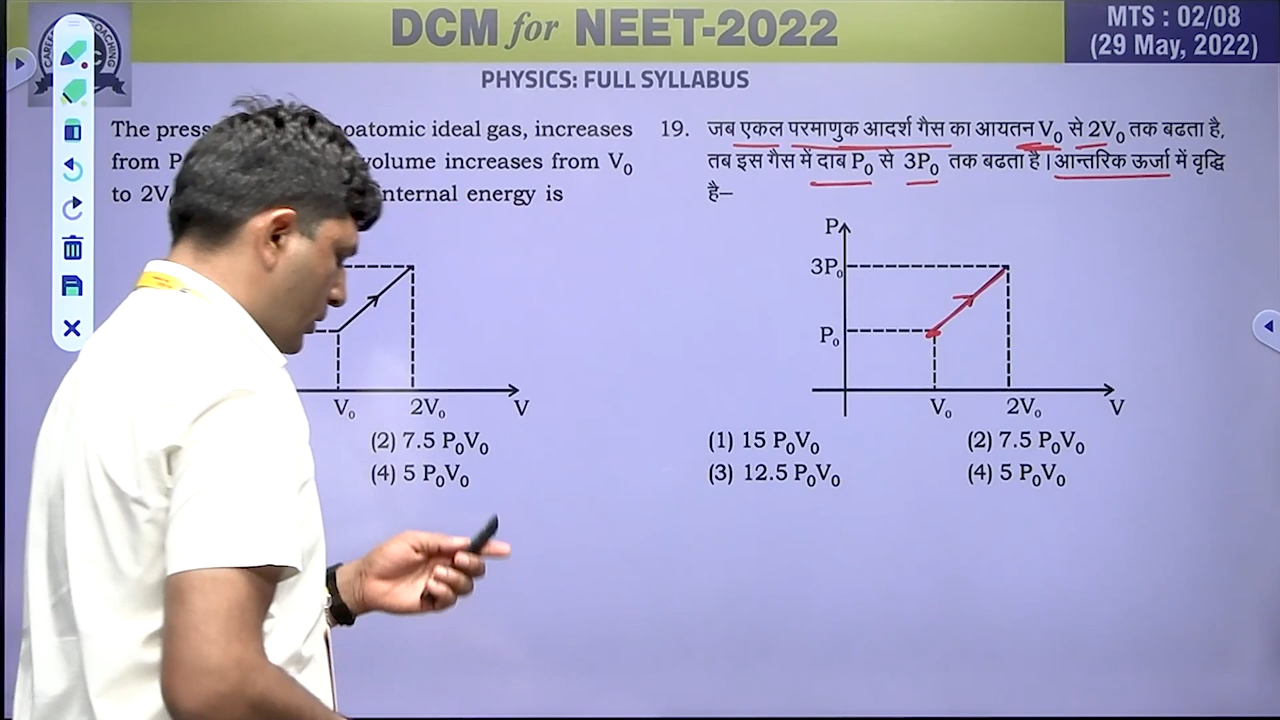 DCM for NEET-2022
MTS : 02/08
(29 May, 2022)
PHYSICS: FULL SYLLABUS
The oatomic ideal gas, increases
from volume increases from V₀
to internal energy is
V₀ 2V₀ V
(2) 7.5 P₀V₀
(4) 5 P₀V₀
19. जब एकल परमाणुक आदर्श गैस का आयतन V₀ से 2V₀ तक बढता है,
तब इस गैस में दाब P₀ से 3P₀ तक बढता है। आन्तरिक ऊर्जा में वृद्धि
है–
P
3P₀
P₀
V₀ 2V₀ V
(1) 15 P₀V₀ (2) 7.5 P₀V₀
(3) 12.5 P₀V₀ (4) 5 P₀V₀